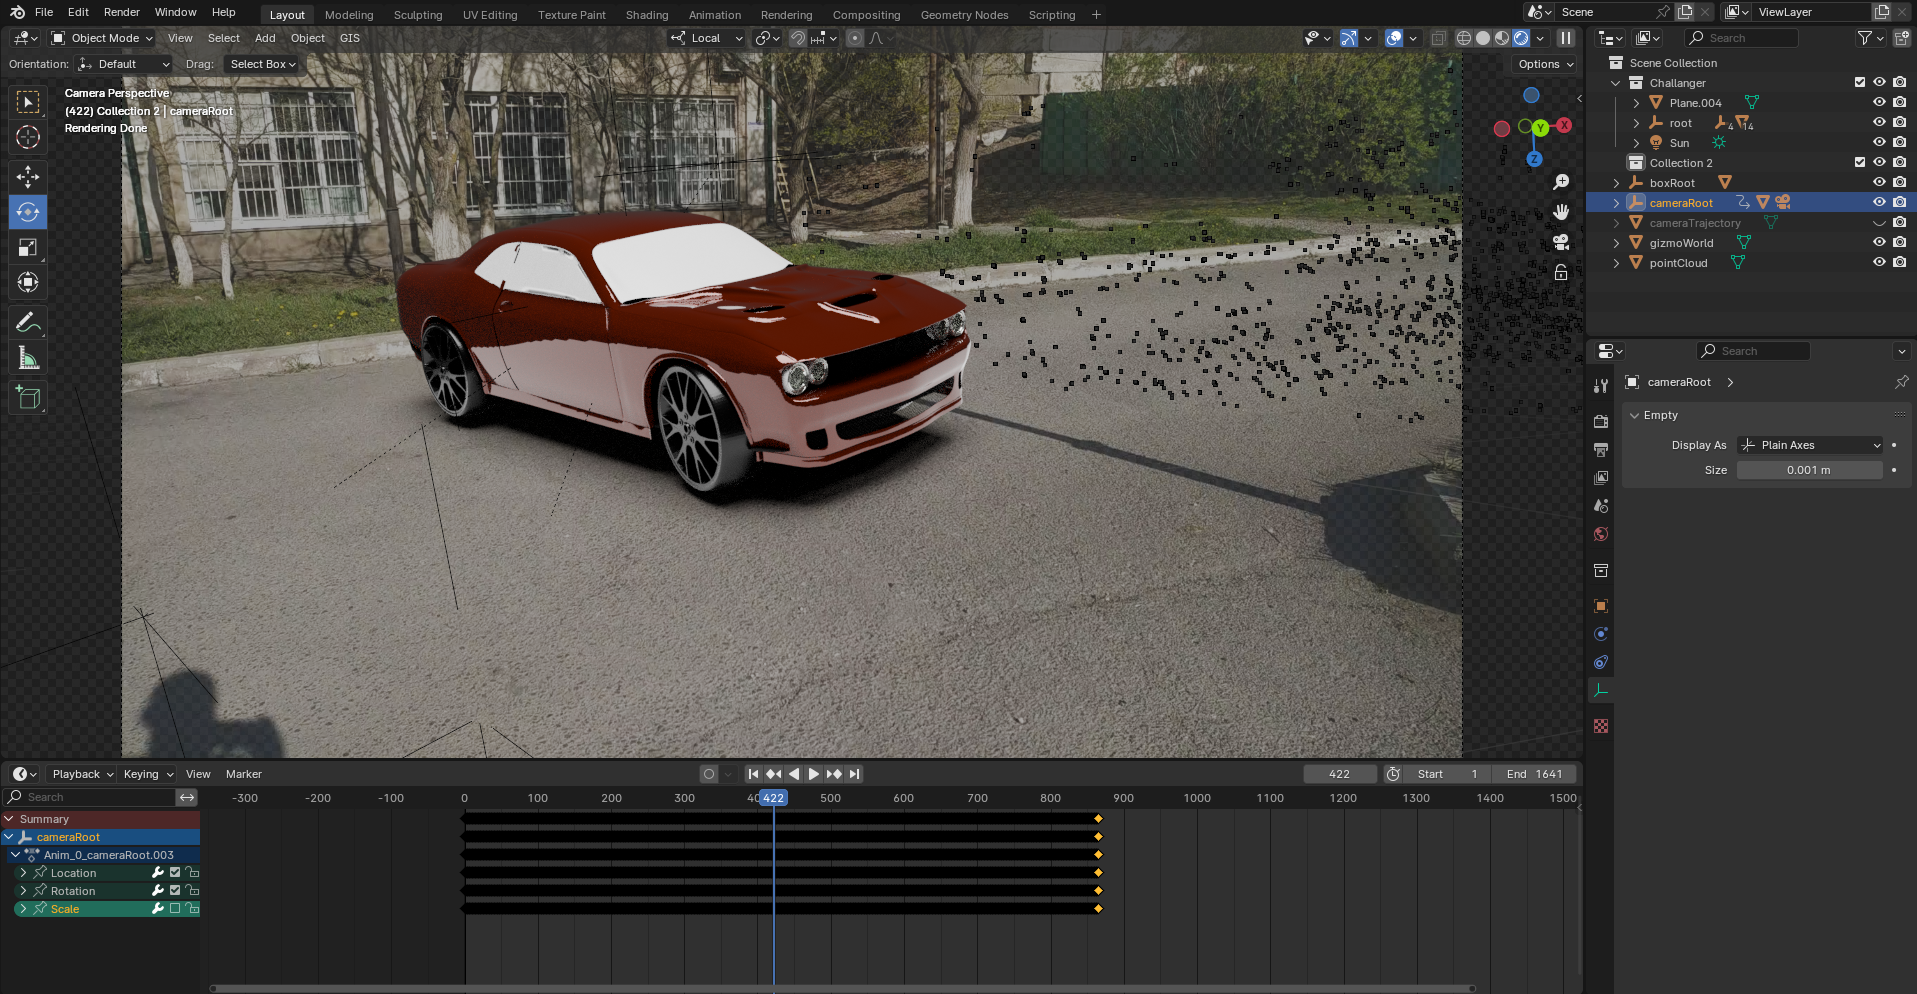 File Edit Render Window Help Layout Modeling Sculpting UV Editing Texture Paint Shading Animation Rendering Compositing Geometry Nodes Scripting + Scene ViewLayer
Object Mode View Select Add Object GIS Local Search
Orientation: Default Drag: Select Box Options
Camera Perspective
(422) Collection 2 | cameraRoot
Rendering Done
X
Y
Z
Scene Collection
Challanger
Plane.004
root 4 14
Sun
Collection 2
boxRoot
cameraRoot
cameraTrajectory
gizmoWorld
pointCloud
Search
cameraRoot
Empty
Display As Plain Axes
Size 0.001 m
Playback Keying View Marker 422 Start 1 End 1641
Search -300 -200 -100 0 100 200 300 40 422 500 600 700 800 900 1000 1100 1200 1300 1400 1500
Summary
cameraRoot
Anim_0_cameraRoot.003
Location
Rotation
Scale